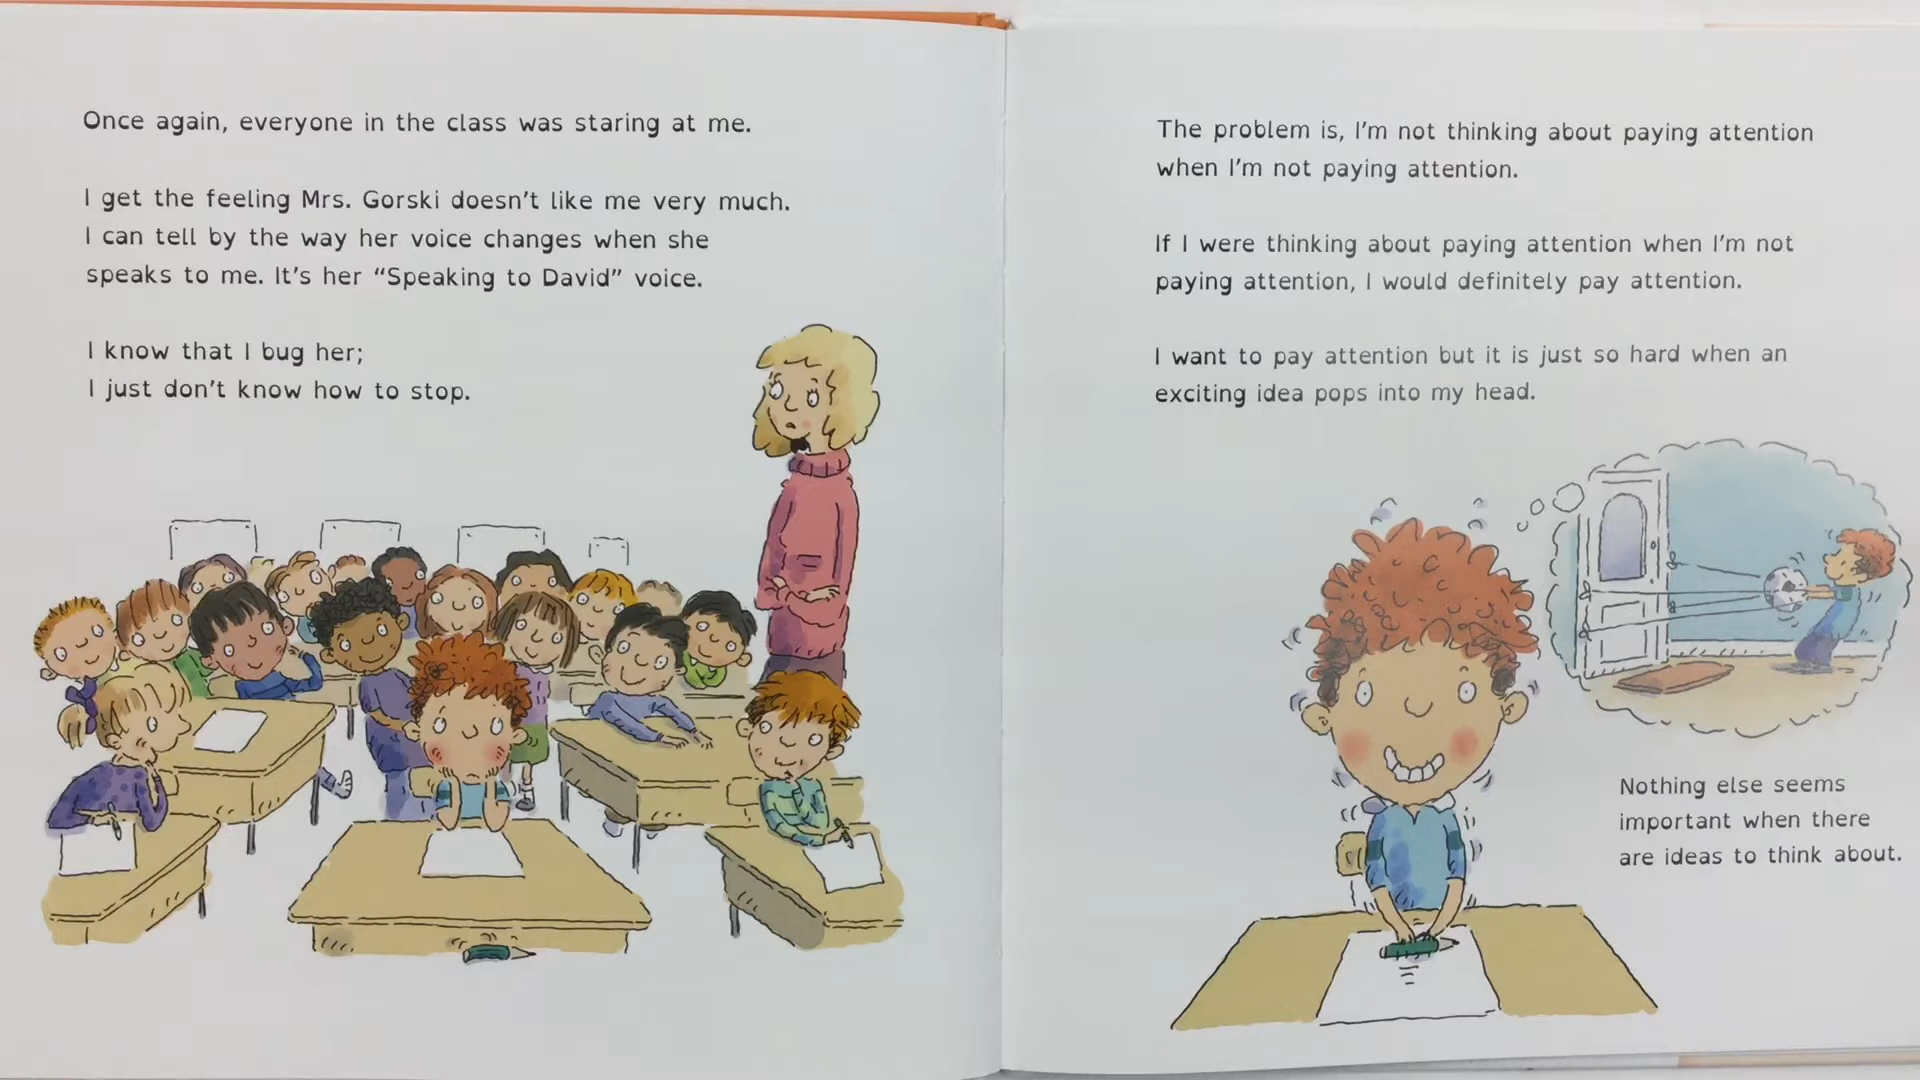 Once again, everyone in the class was staring at me.
I get the feeling Mrs. Gorski doesn't like me very much.
I can tell by the way her voice changes when she
speaks to me. It's her “Speaking to David” voice.
I know that I bug her;
I just don't know how to stop.
The problem is, I'm not thinking about paying attention
when I'm not paying attention.
If I were thinking about paying attention when I'm not
paying attention, I would definitely pay attention.
I want to pay attention but it is just so hard when an
exciting idea pops into my head.
Nothing else seems
important when there
are ideas to think about.